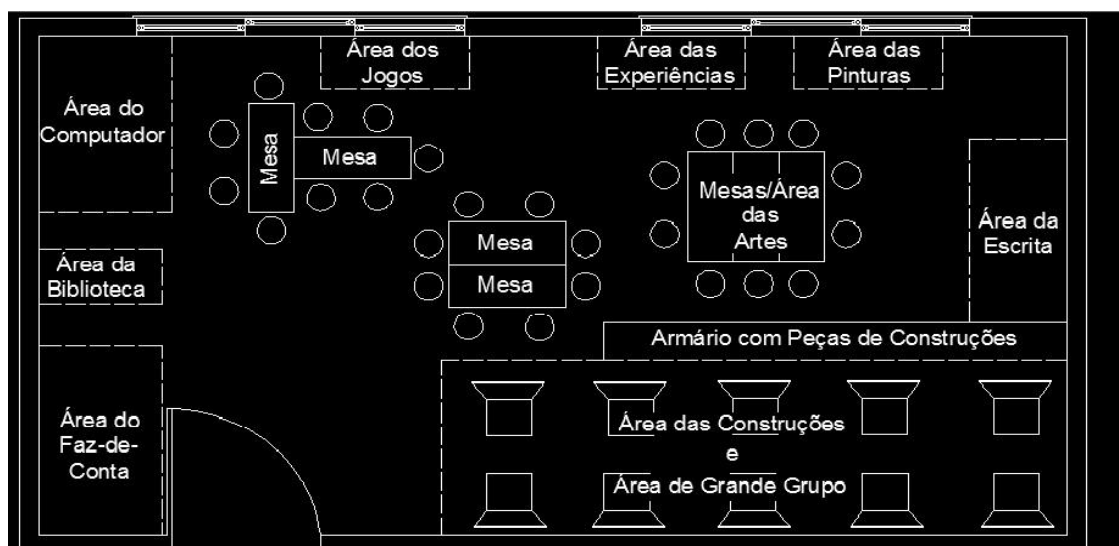 Área dos
Jogos
Área das
Experiências
Área das
Pinturas
Área do
Computador
Mesa
Mesa
Mesas/Área
das
Artes
Área da
Escrita
Mesa
Mesa
Área da
Biblioteca
Armário com Peças de Construções
Área do
Faz-de-
Conta
Área das Construções
e
Área de Grande Grupo